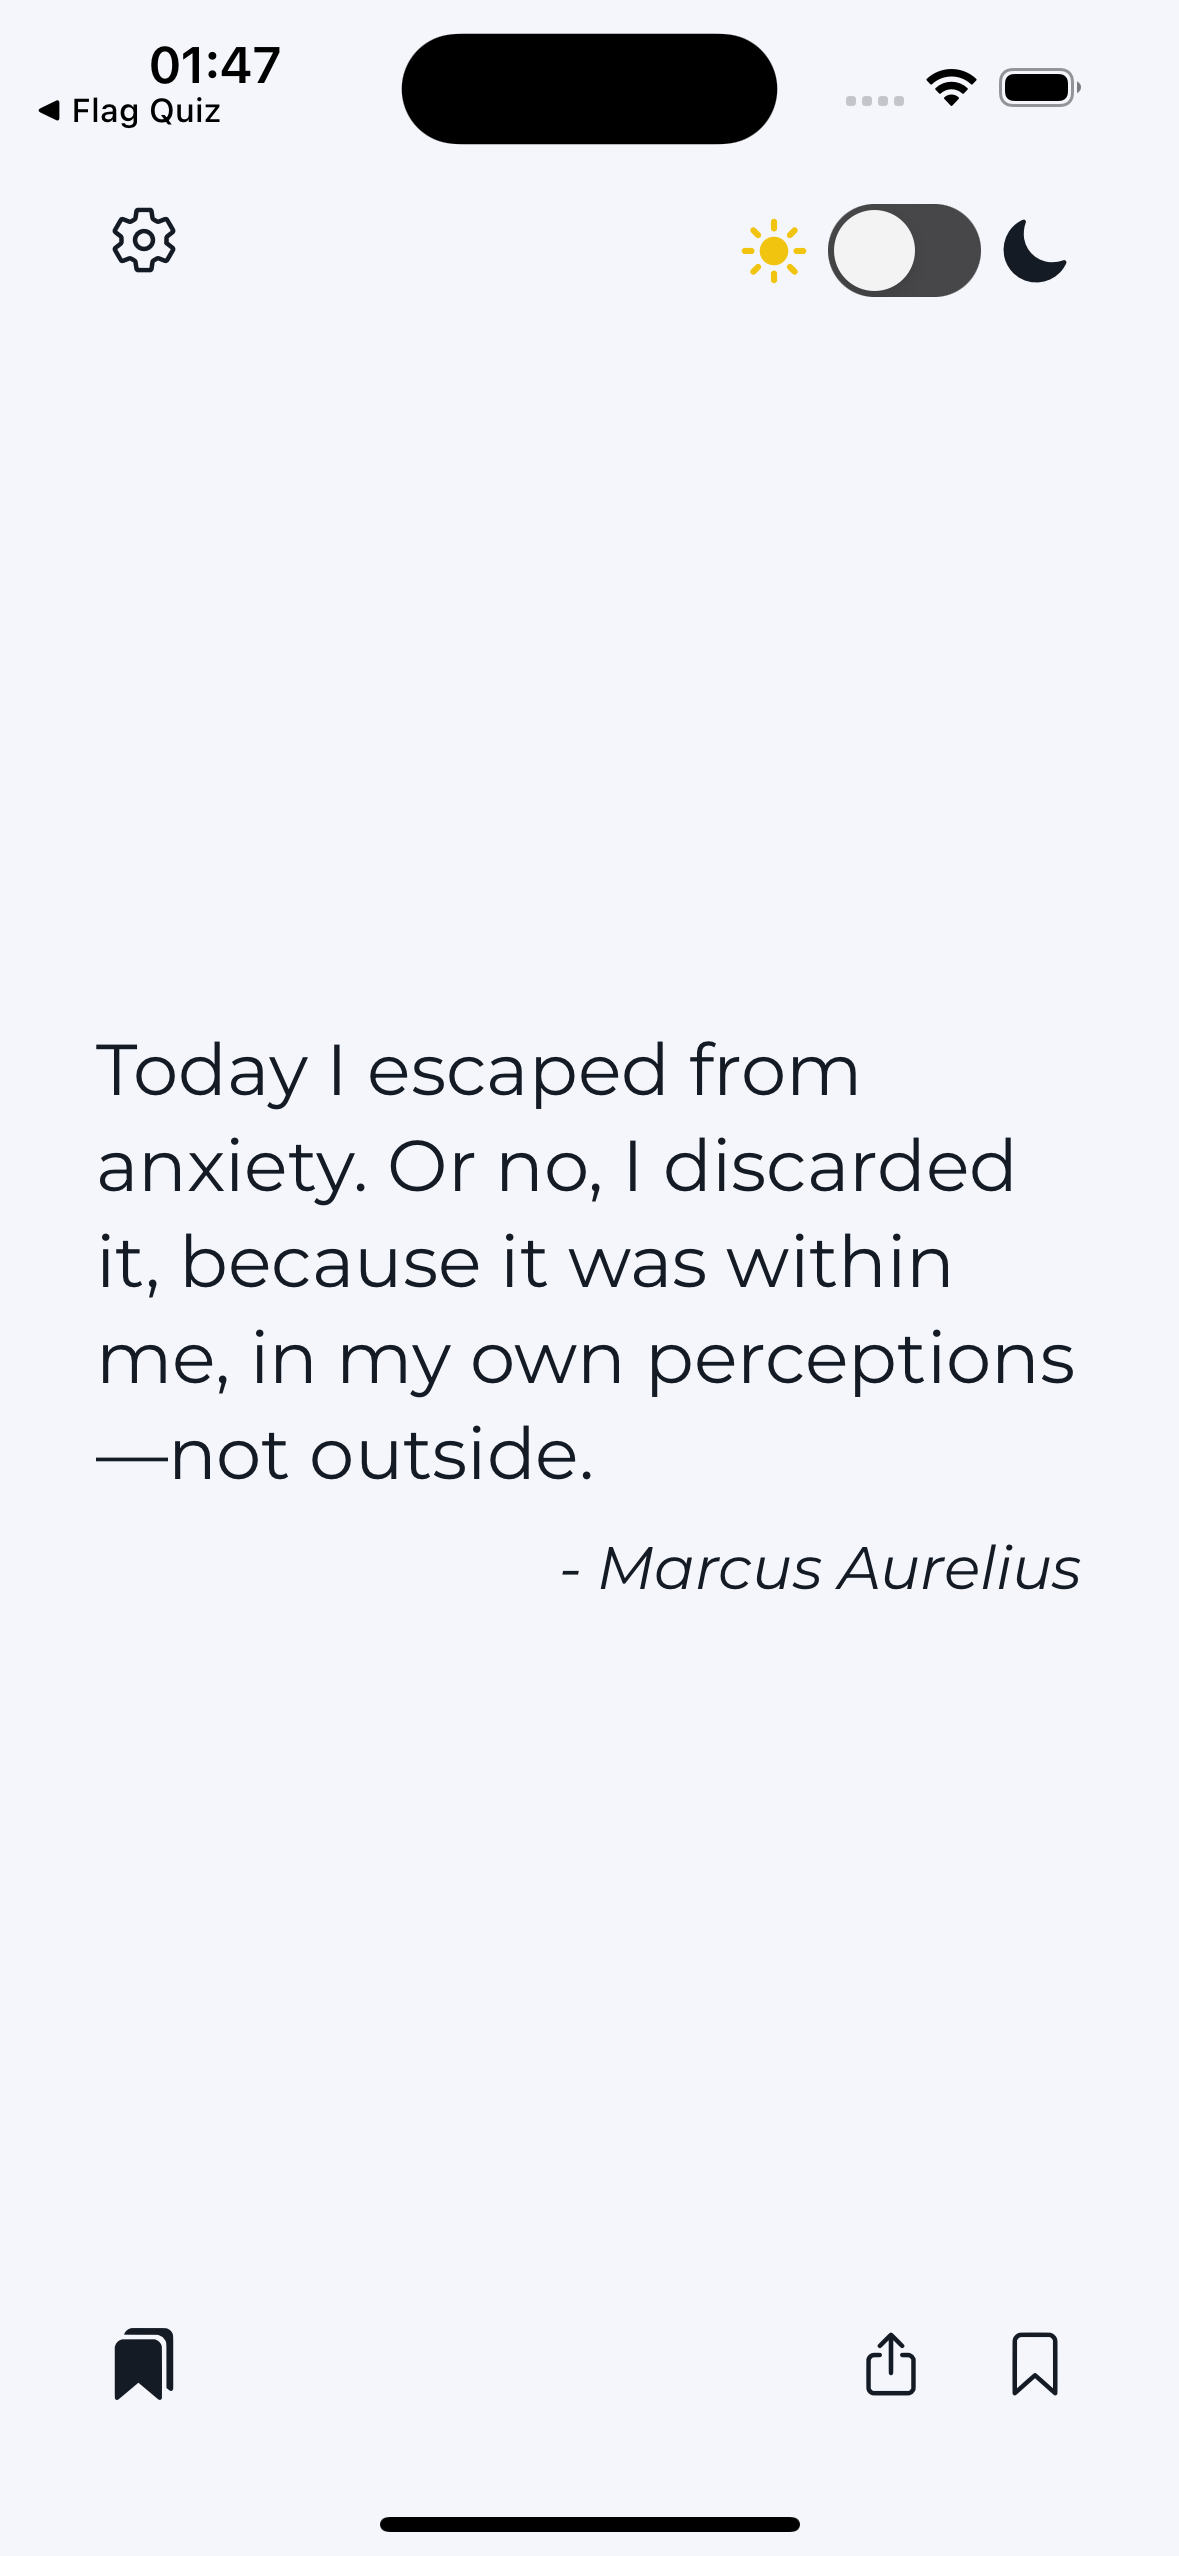 01:47
Flag Quiz
Today I escaped from
anxiety. Or no, I discarded
it, because it was within
me, in my own perceptions
—not outside.
- Marcus Aurelius